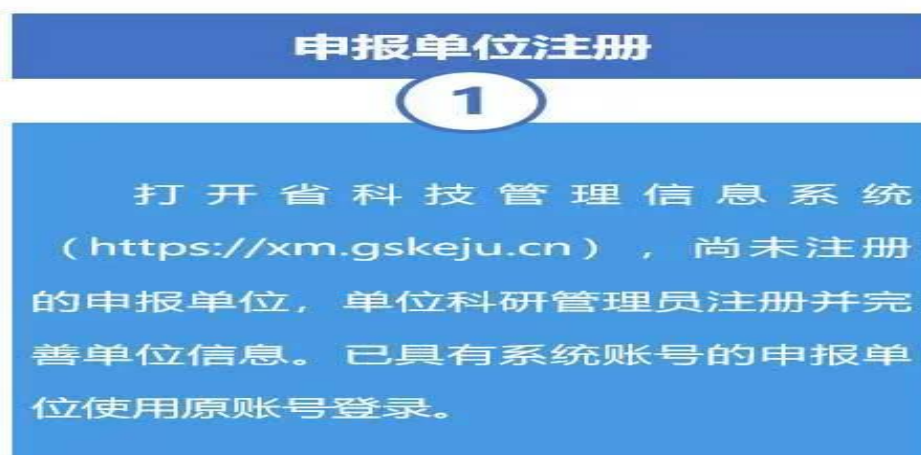 申报单位注册
1
打开省科技管理信息系统
（https://xm.gskeju.cn），尚未注册
的申报单位，单位科研管理员注册并完
善单位信息。已具有系统账号的申报单
位使用原账号登录。